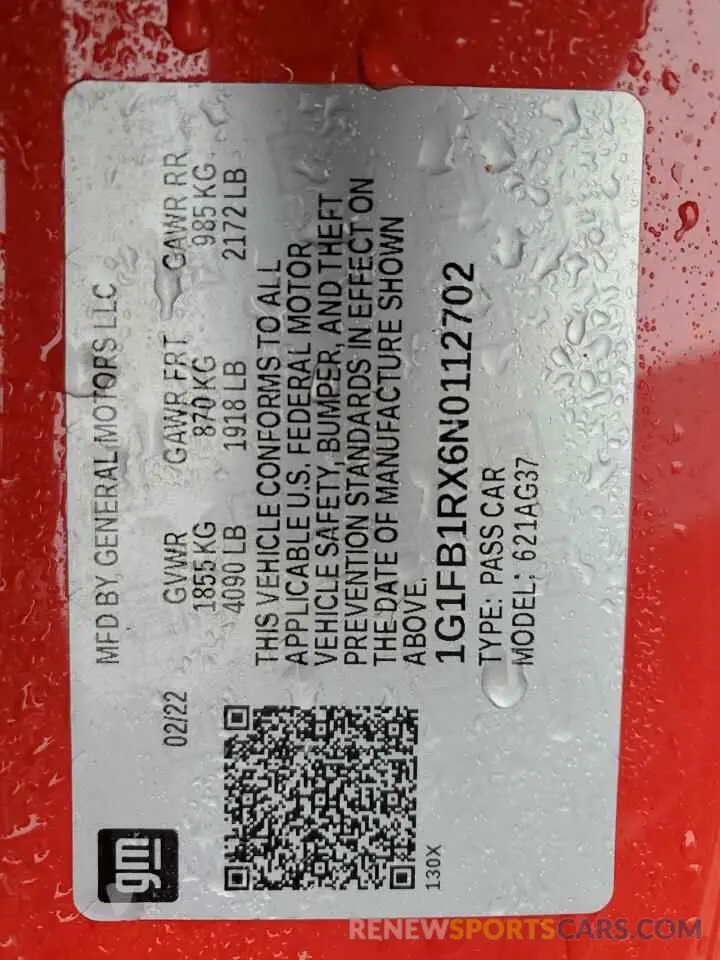 MFD BY GENERAL MOTORS LLC
02/22
GVWR GAWR FRT GAWR RR
1855 KG 870 KG 985 KG
4090 LB 1918 LB 2172 LB
THIS VEHICLE CONFORMS TO ALL
APPLICABLE U.S. FEDERAL MOTOR
VEHICLE SAFETY, BUMPER, AND THEFT
PREVENTION STANDARDS IN EFFECT ON
THE DATE OF MANUFACTURE SHOWN
ABOVE.
1G1FB1RX6N0112702
TYPE: PASS CAR
MODEL: 621AG37
gm
130X
RENEWSPORTSCARS.COM